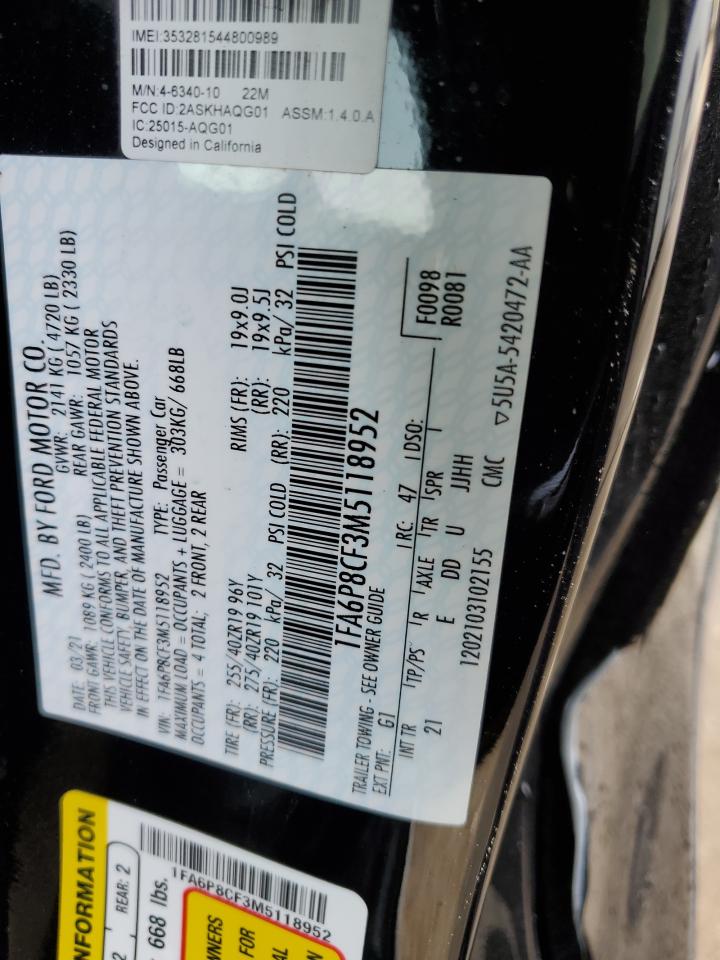 IMEI:353281544800989
M/N:4-6340-10 22M
FCC ID:2ASKHAQG01 ASSM:1.4.0.A
IC:25015-AQG01
Designed in California
MFD. BY FORD MOTOR CO.
DATE: 03/21 GVWR: 2141 KG ( 4720 LB)
FRONT GAWR: 1089 KG ( 2400 LB) REAR GAWR: 1057 KG ( 2330 LB)
THIS VEHICLE CONFORMS TO ALL APPLICABLE FEDERAL MOTOR
VEHICLE SAFETY, BUMPER, AND THEFT PREVENTION STANDARDS
IN EFFECT ON THE DATE OF MANUFACTURE SHOWN ABOVE.
VIN: 1FA6P8CF3M5118952 TYPE: Passenger Car
MAXIMUM LOAD = OCCUPANTS + LUGGAGE = 303KG/ 668LB
OCCUPANTS = 4 TOTAL; 2 FRONT, 2 REAR
TIRE (FR): 255/40ZR19 96Y RIMS (FR): 19x9.0J
(RR): 275/40ZR19 101Y (RR): 19x9.5J
PRESSURE (FR): 220 kPa/ 32 PSI COLD (RR): 220 kPa/ 32 PSI COLD
1FA6P8CF3M5118952
TRAILER TOWING - SEE OWNER GUIDE
EXT PNT: G1 RC: 47 DSO: F0098
R0081
INT TR TP/PS R AXLE TR SPR
21 E DD U JJHH
1202103102155 CMC ▽5U5A-5420472-AA
NFORMATION
2 REAR: 2
668 lbs.
1FA6P8CF3M5118952
WNERS
FOR